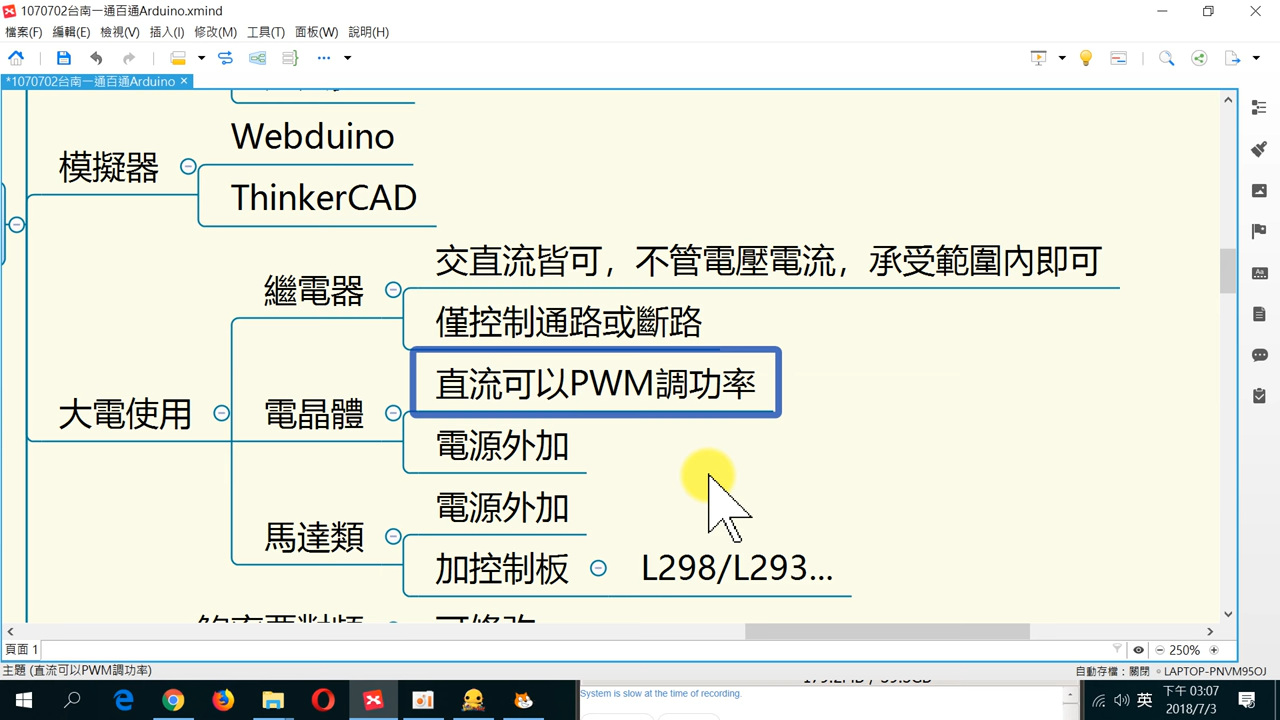 1070702台南一通百通Arduino.xmind
檔案(F) 編輯(E) 檢視(V) 插入(I) 修改(M) 工具(T) 面板(W) 說明(H)
*1070702台南一通百通Arduino
Webduino
模擬器
ThinkerCAD
交直流皆可，不管電壓電流，承受範圍內即可
繼電器
僅控制通路或斷路
直流可以PWM調功率
大電使用
電晶體
電源外加
電源外加
馬達類
加控制板
L298/L293...
頁面 1
250%
主題 (直流可以PWM調功率)
自動存檔：關閉
LAPTOP-PNVM95OJ
System is slow at the time of recording.
英
下午 03:07
2018/7/3